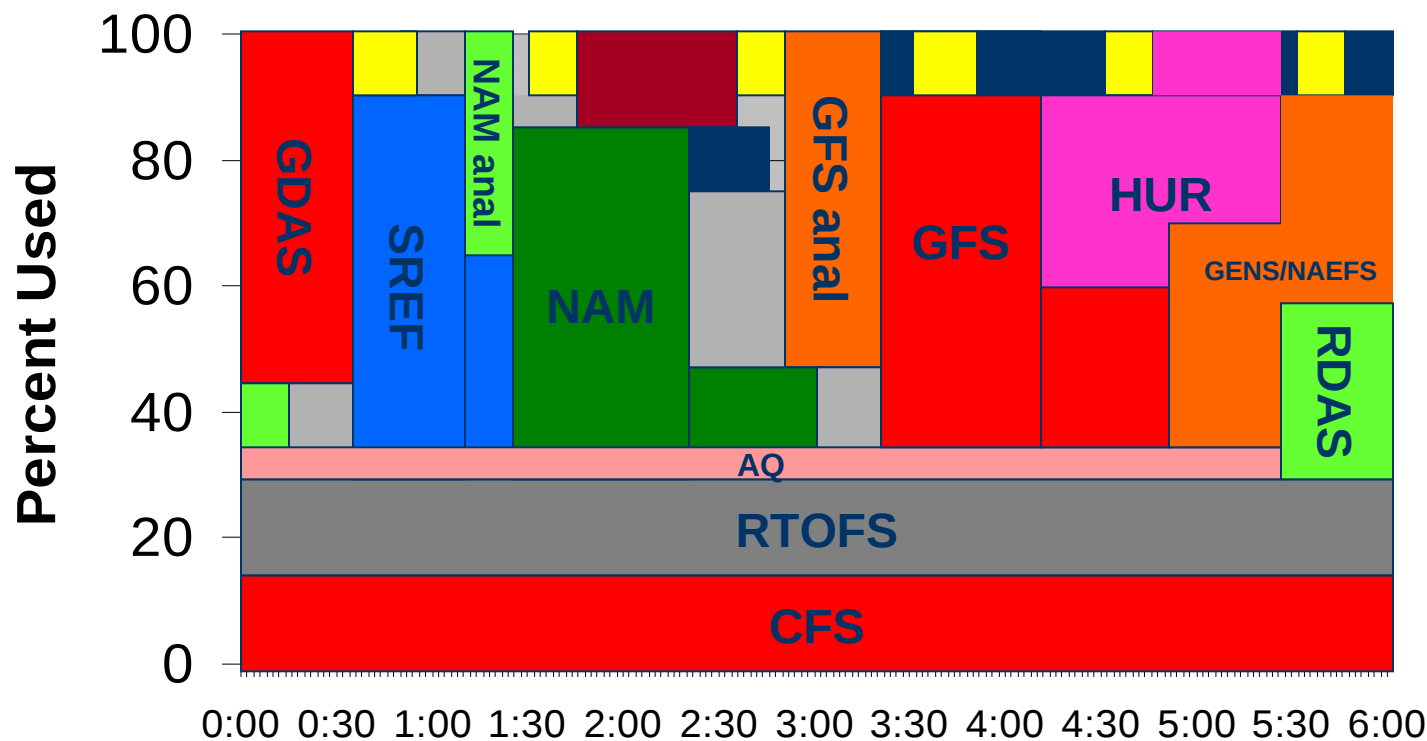 100
80
60
40
20
0
Percent Used
GDAS
SREF
NAM anal
NAM
GFS anal
GFS
HUR
GENS/NAEFS
RDAS
AQ
RTOFS
CFS
0:00 0:30 1:00 1:30 2:00 2:30 3:00 3:30 4:00 4:30 5:00 5:30 6:00